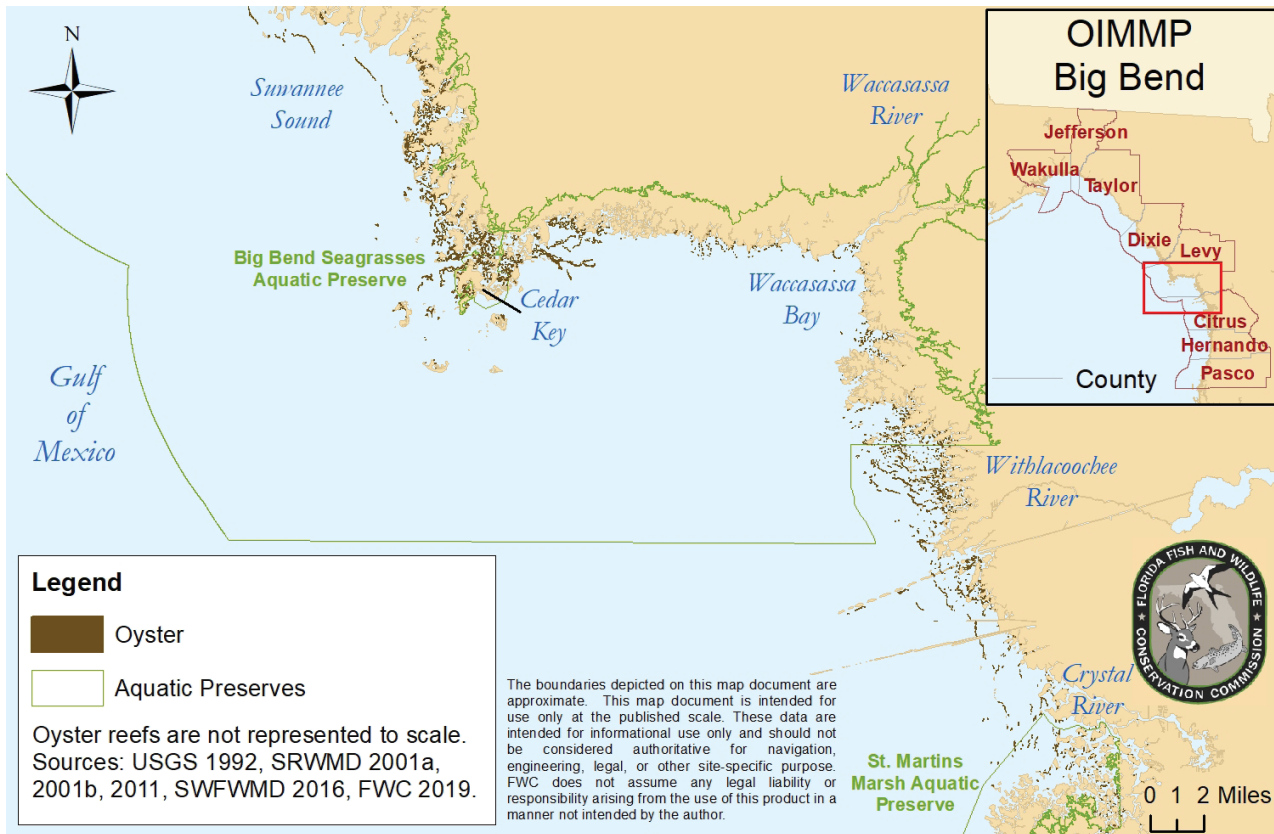 N
Suwannee
Sound
Waccasassa
River
OIMMP
Big Bend
Jefferson
Wakulla
Taylor
Dixie
Levy
Citrus
Hernando
Pasco
County
Big Bend Seagrasses
Aquatic Preserve
Cedar
Key
Waccasassa
Bay
Gulf
of
Mexico
Withlacoochee
River
Legend
Oyster
Aquatic Preserves
Oyster reefs are not represented to scale.
Sources: USGS 1992, SRWMD 2001a,
2001b, 2011, SWFWMD 2016, FWC 2019.
The boundaries depicted on this map document are
approximate. This map document is intended for
use only at the published scale. These data are
intended for informational use only and should not
be considered authoritative for navigation,
engineering, legal, or other site-specific purpose.
FWC does not assume any legal liability or
responsibility arising from the use of this product in a
manner not intended by the author.
FLORIDA FISH AND WILDLIFE
CONSERVATION COMMISSION
Crystal
River
St. Martins
Marsh Aquatic
Preserve
0 1 2 Miles